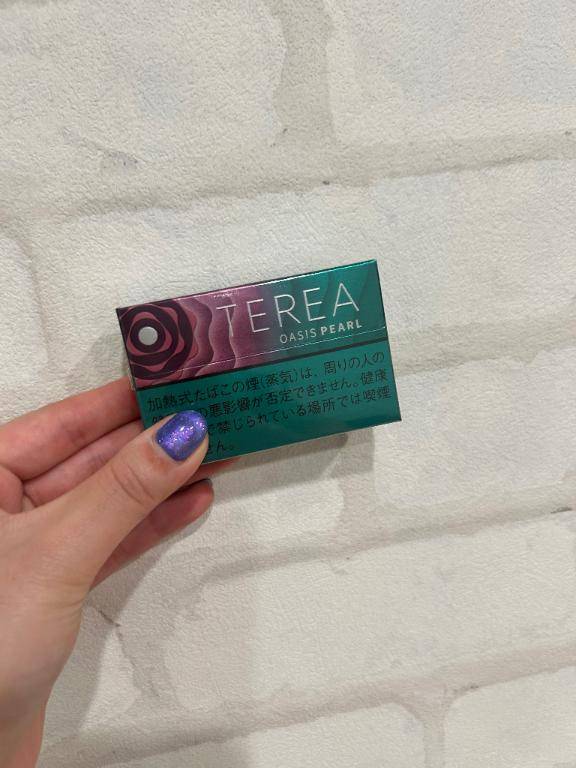 TEREA
OASIS PEARL
加熱式たばこの煙(蒸気)は、周りの人の
の悪影響が否定できません。健康
で禁じられている場所では喫煙
せん。